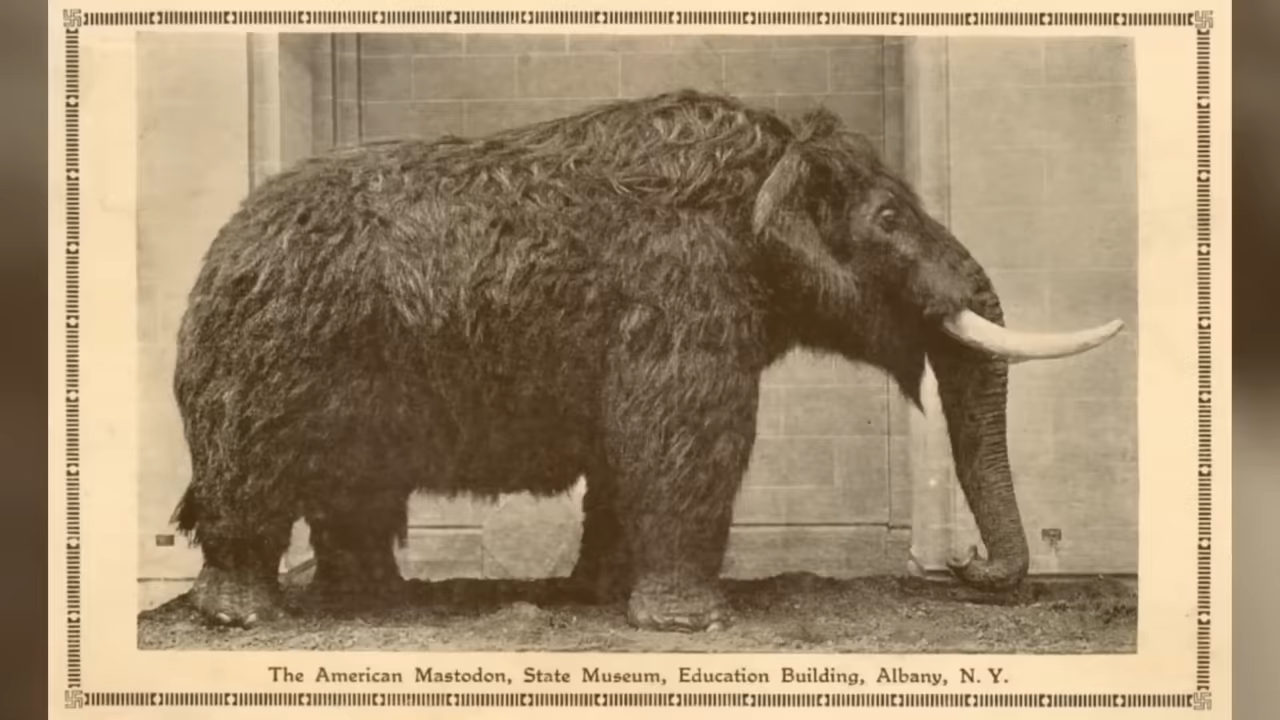 The American Mastodon, State Museum, Education Building, Albany, N. Y.